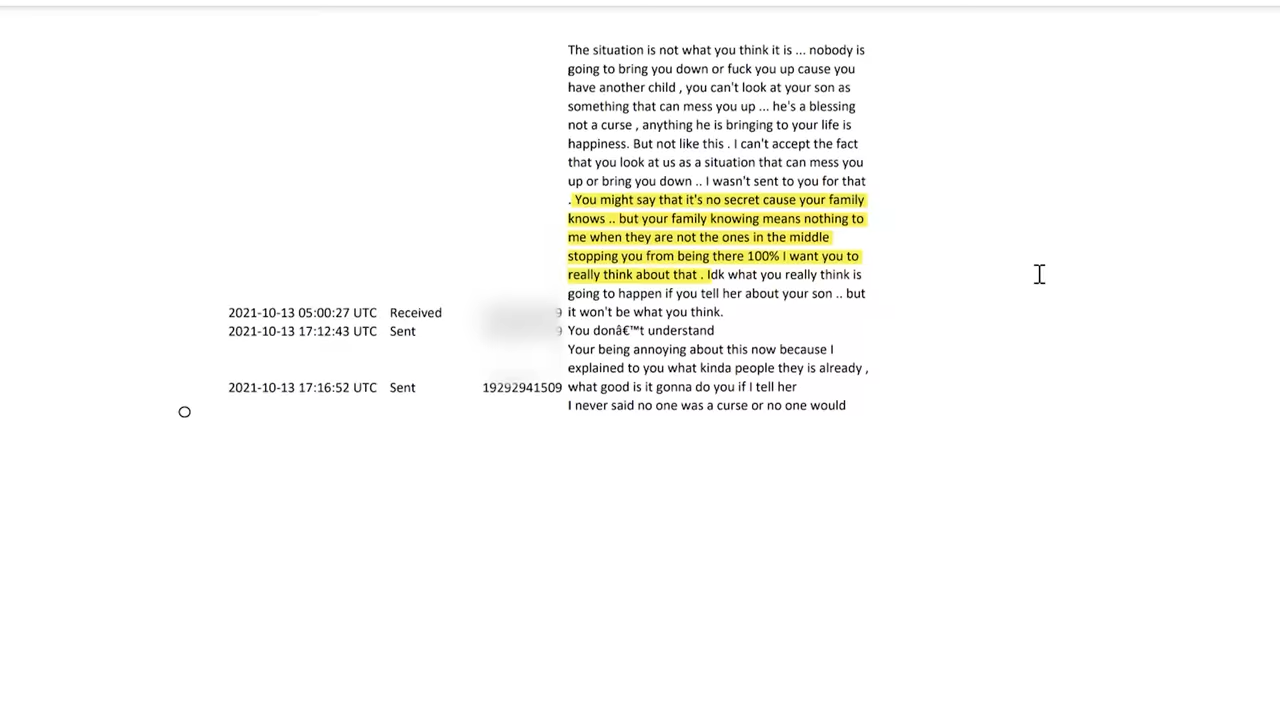 The situation is not what you think it is ... nobody is
going to bring you down or fuck you up cause you
have another child , you can't look at your son as
something that can mess you up ... he's a blessing
not a curse , anything he is bringing to your life is
happiness. But not like this . I can't accept the fact
that you look at us as a situation that can mess you
up or bring you down .. I wasn't sent to you for that
. You might say that it's no secret cause your family
knows .. but your family knowing means nothing to
me when they are not the ones in the middle
stopping you from being there 100% I want you to
really think about that . Idk what you really think is
going to happen if you tell her about your son .. but
2021-10-13 05:00:27 UTC Received 9 it won't be what you think.
2021-10-13 17:12:43 UTC Sent 9 You donâ€™t understand
Your being annoying about this now because I
explained to you what kinda people they is already ,
2021-10-13 17:16:52 UTC Sent 19292941509 what good is it gonna do you if I tell her
I never said no one was a curse or no one would